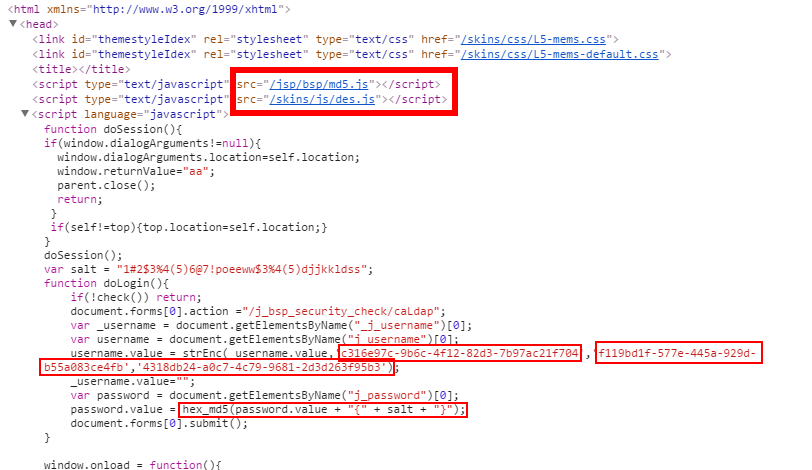 <html xmlns="http://www.w3.org/1999/xhtml">
▼<head>
<link id="themestyleIdex" rel="stylesheet" type="text/css" href="/skins/css/L5-mems.css">
<link id="themestyleIdex" rel="stylesheet" type="text/css" href="/skins/css/L5-mems-default.css">
<title></title>
<script type="text/javascript" src="/jsp/bsp/md5.js"></script>
<script type="text/javascript" src="/skins/js/des.js"></script>
▼<script language="javascript">
function doSession(){
if(window.dialogArguments!=null){
window.dialogArguments.location=self.location;
window.returnValue="aa";
parent.close();
return;
}
if(self!=top){top.location=self.location;}
}
doSession();
var salt = "1#2$3%4(5)6@7!poeeww$3%4(5)djjkkldss";
function doLogin(){
if(!check()) return;
document.forms[0].action ="/j_bsp_security_check/caLdap";
var _username = document.getElementsByName("_j_username")[0];
var username = document.getElementsByName("j_username")[0];
username.value = strEnc(_username.value,'c316e97c-9b6c-4f12-82d3-7b97ac21f704','f119bd1f-577e-445a-929d-
b55a083ce4fb','4318db24-a0c7-4c79-9681-2d3d263f95b3');
_username.value="";
var password = document.getElementsByName("j_password")[0];
password.value = hex_md5(password.value + "{" + salt + "}");
document.forms[0].submit();
}
window.onload = function(){